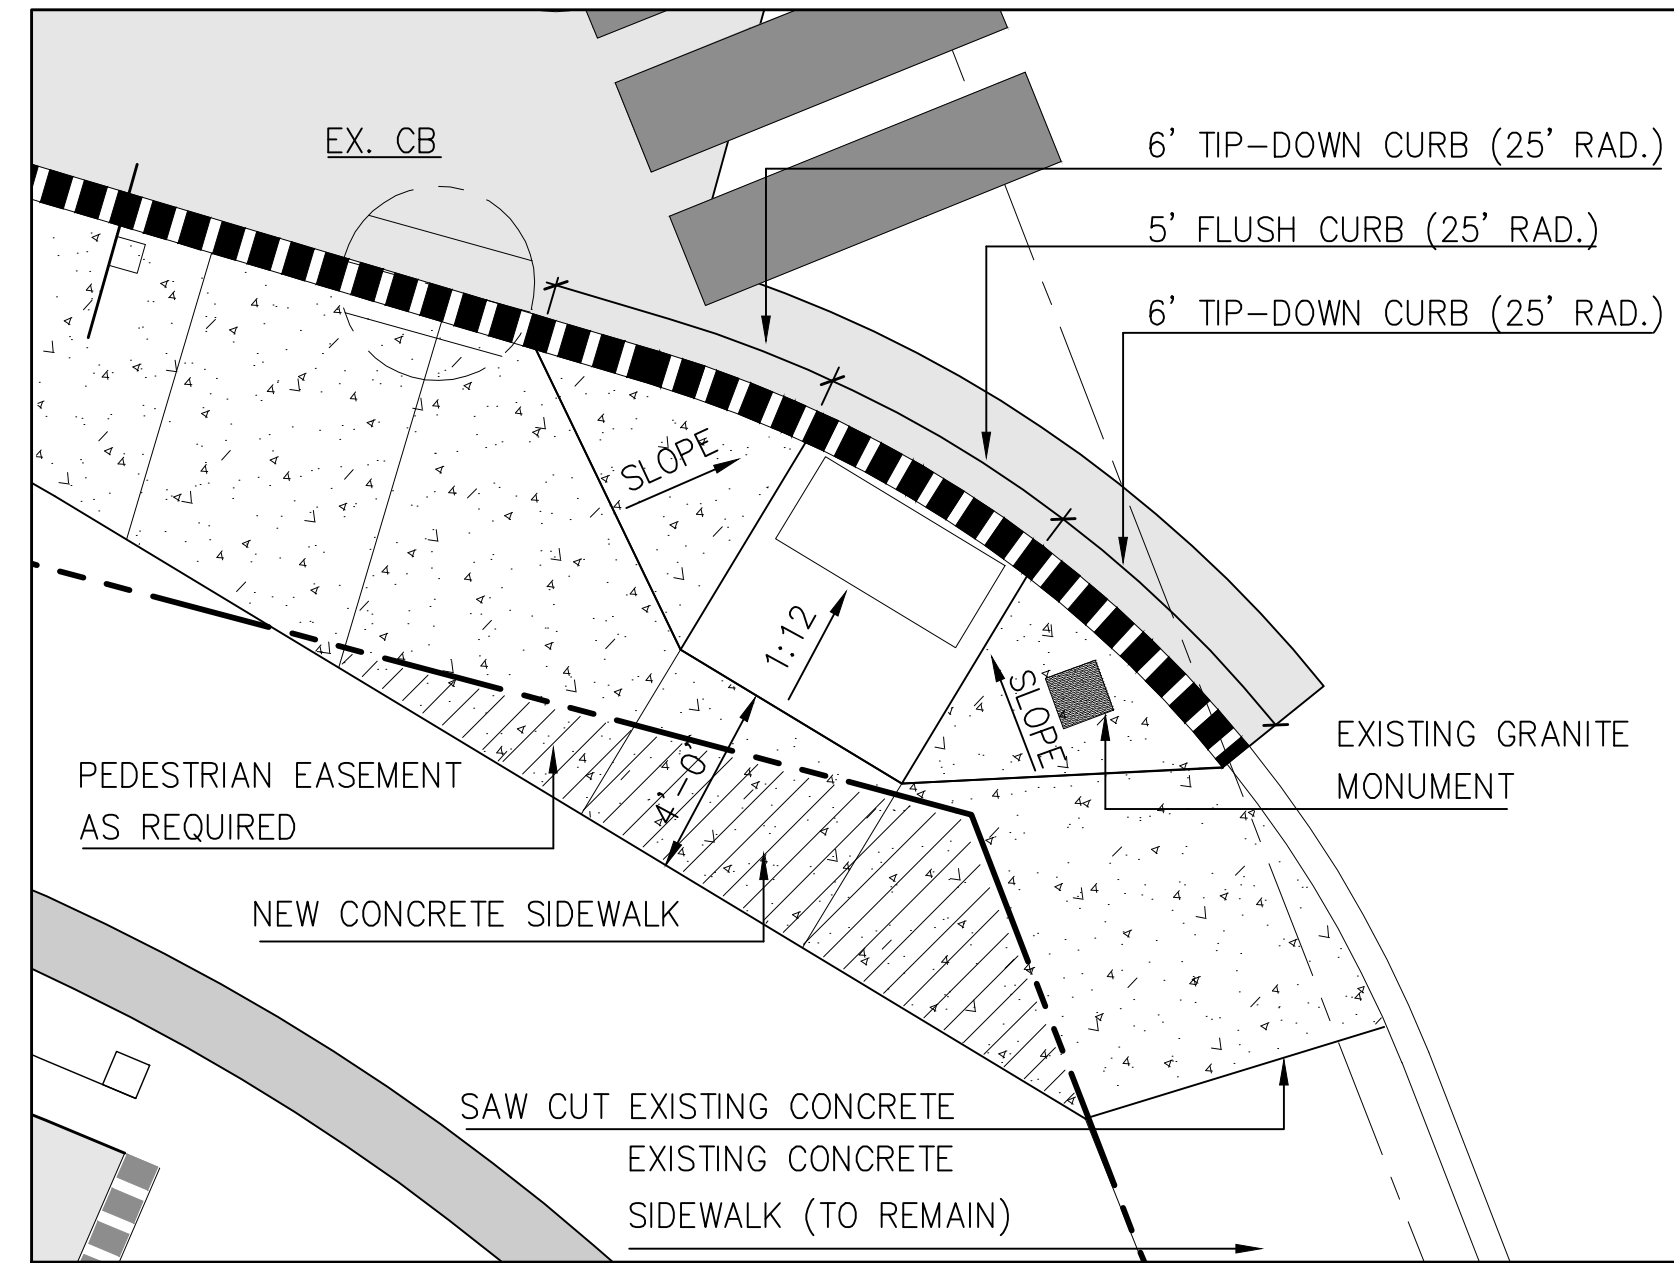 EX. CB
6' TIP-DOWN CURB (25' RAD.)
5' FLUSH CURB (25' RAD.)
6' TIP-DOWN CURB (25' RAD.)
SLOPE
1:12
SLOPE
EXISTING GRANITE
MONUMENT
PEDESTRIAN EASEMENT
AS REQUIRED
4'-0"
NEW CONCRETE SIDEWALK
SAW CUT EXISTING CONCRETE
EXISTING CONCRETE
SIDEWALK (TO REMAIN)